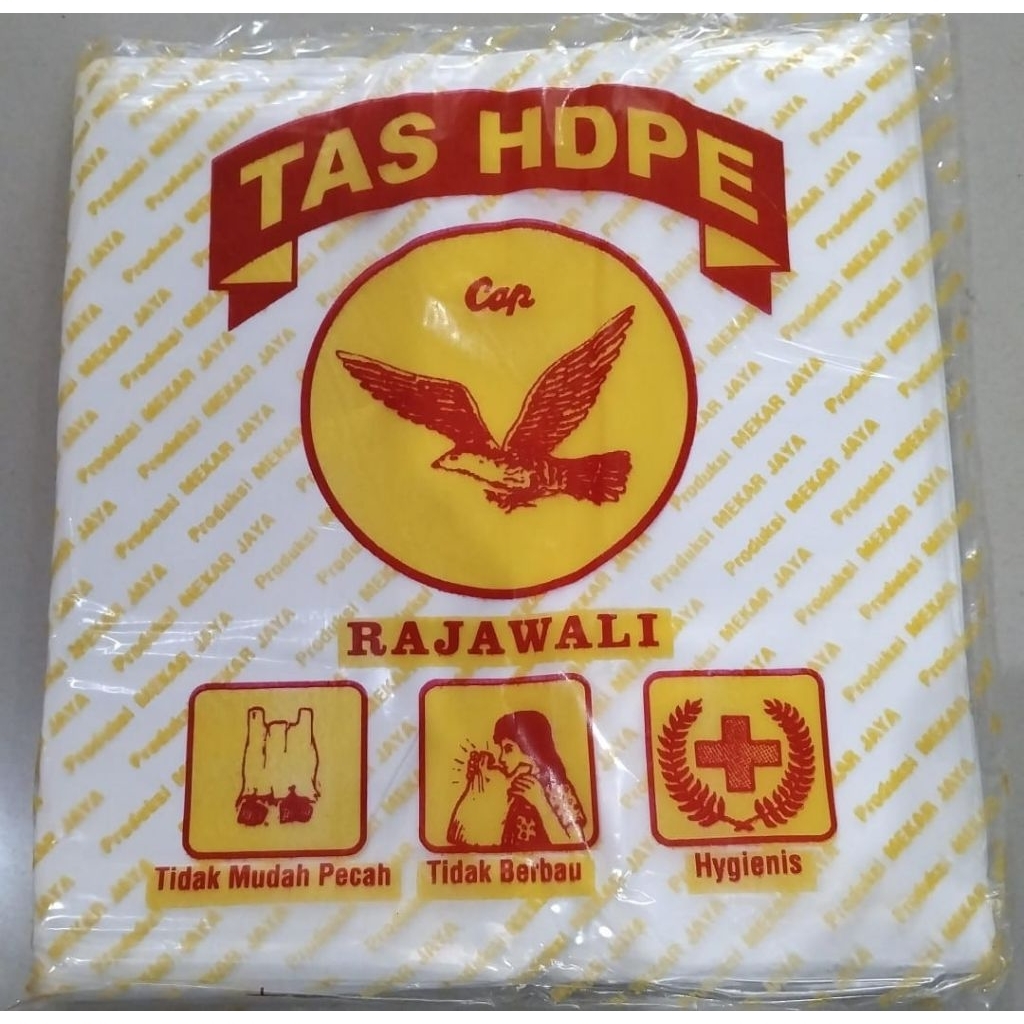 TAS HDPE
Cap
RAJAWALI
Tidak Mudah Pecah
Tidak Berbau
Hygienis
Produksi MEKAR JAYA